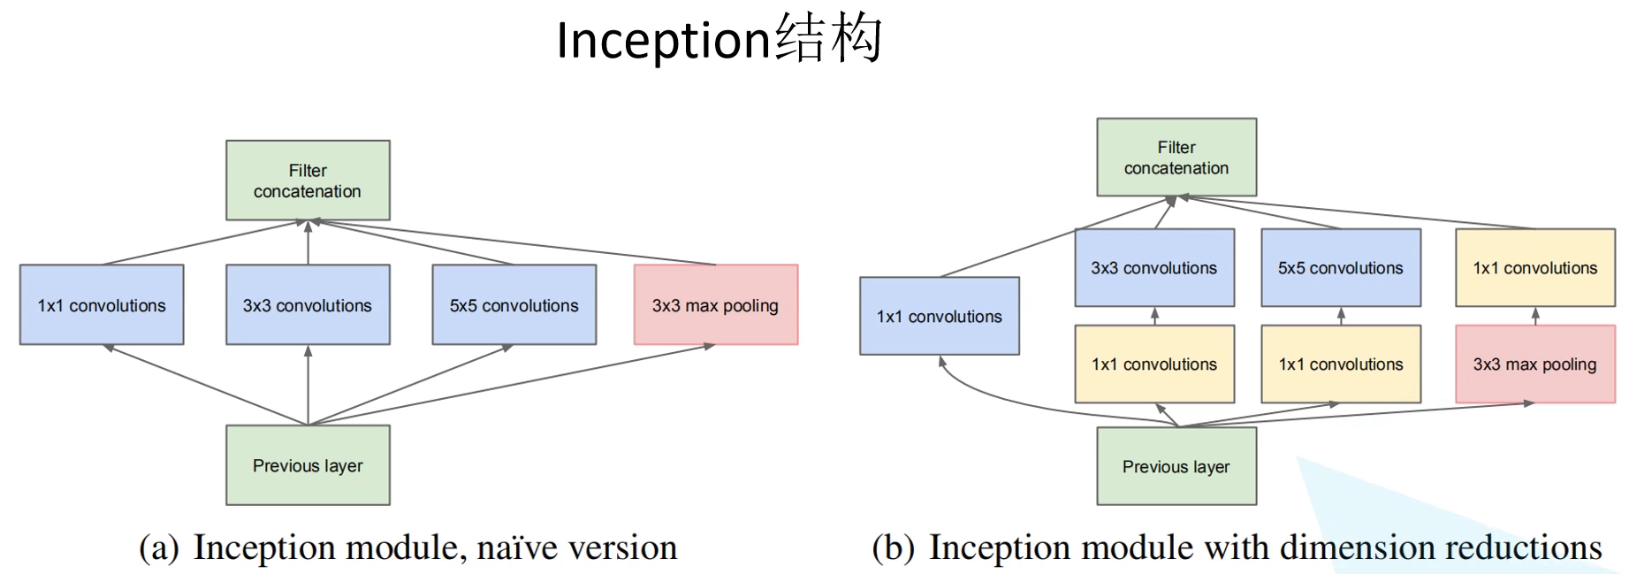 Inception结构
Filter
concatenation
1x1 convolutions
3x3 convolutions
5x5 convolutions
3x3 max pooling
Previous layer
(a) Inception module, naïve version
Filter
concatenation
3x3 convolutions
5x5 convolutions
1x1 convolutions
1x1 convolutions
1x1 convolutions
1x1 convolutions
3x3 max pooling
Previous layer
(b) Inception module with dimension reductions